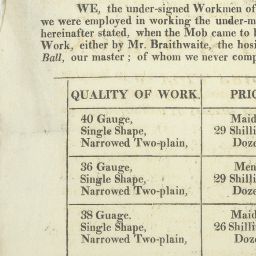 WE, the under-signed Workmen of
we were employed in working the under-m
hereinafter stated, when the Mob came to
Work, either by Mr. Braithwaite, the hosi
Ball, our master; of whom we never comp
QUALITY OF WORK. PRIC
40 Gauge, Maid
Single Shape, 29 Shilli
Narrowed Two-plain, Doze
36 Gauge, Men
Single Shape, 29 Shilli
Narrowed Two-plain, Doze
38 Guage. Maid
Single Shape, 26 Shilli
Narrowed Two-plain, Doze